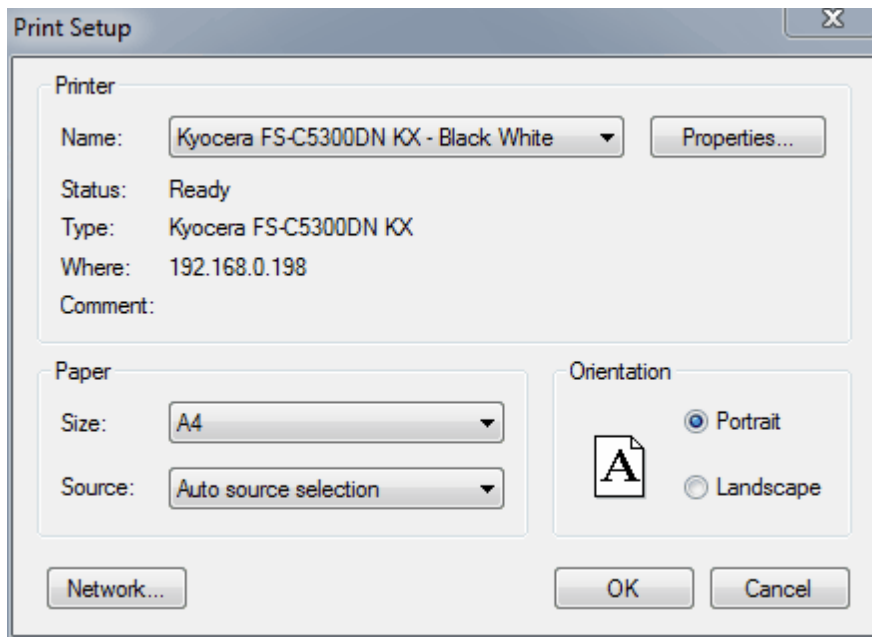 Print Setup
Printer
Name: Kyocera FS-C5300DN KX - Black White Properties...
Status: Ready
Type: Kyocera FS-C5300DN KX
Where: 192.168.0.198
Comment:
Paper
Size: A4
Source: Auto source selection
Orientation
A
Portrait
Landscape
Network... OK Cancel